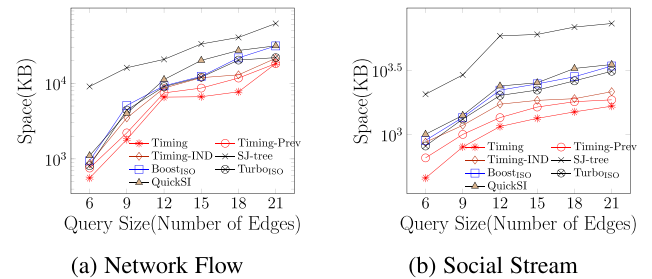 10^4
10^3
Space(KB)
Timing
Timing-Prev
Timing-IND
SJ-tree
Boost_ISO
Turbo_ISO
QuickSI
6 9 12 15 18 21
Query Size(Number of Edges)
(a) Network Flow
10^3.5
10^3
Space(KB)
Timing
Timing-Prev
Timing-IND
SJ-tree
Boost_ISO
Turbo_ISO
QuickSI
6 9 12 15 18 21
Query Size(Number of Edges)
(b) Social Stream